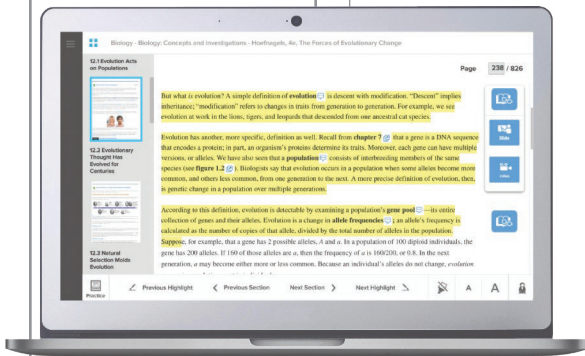 Biology - Biology: Concepts and Investigations - Hoefnagels, 4e, The Forces of Evolutionary Change
12.1 Evolution Acts
on Populations
12.2 Evolutionary
Thought Has
Evolved for
Centuries
12.3 Natural
Selection Molds
Evolution
Page 238 / 826
But what is evolution? A simple definition of evolution is descent with modification. "Descent" implies
inheritance; "modification" refers to changes in traits from generation to generation. For example, we see
evolution at work in the lions, tigers, and leopards that descended from one ancestral cat species.
Evolution has another, more specific, definition as well. Recall from chapter 7 that a gene is a DNA sequence
that encodes a protein; in part, an organism's proteins determine its traits. Moreover, each gene can have multiple
versions, or alleles. We have also seen that a population consists of interbreeding members of the same
species (see figure 1.2). Biologists say that evolution occurs in a population when some alleles become more
common, and others less common, from one generation to the next. A more precise definition of evolution, then,
is genetic change in a population over multiple generations.
According to this definition, evolution is detectable by examining a population's gene pool—its entire
collection of genes and their alleles. Evolution is a change in allele frequencies; an allele's frequency is
calculated as the number of copies of that allele, divided by the total number of alleles in the population.
Suppose, for example, that a gene has 2 possible alleles, A and a. In a population of 100 diploid individuals, the
gene has 200 alleles. If 160 of those alleles are a, then the frequency of a is 160/200, or 0.8. In the next
generation, a may become either more or less common. Because an individual's alleles do not change, evolution
Slide
Practice
Previous Highlight
Previous Section
Next Section
Next Highlight
A
A